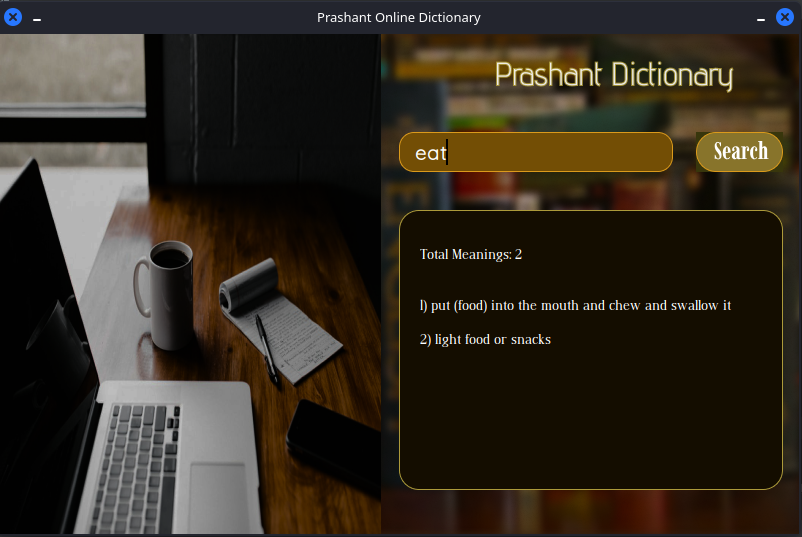 Prashant Online Dictionary
Prashant Dictionary
eat
Search
Total Meanings: 2
1) put (food) into the mouth and chew and swallow it
2) light food or snacks